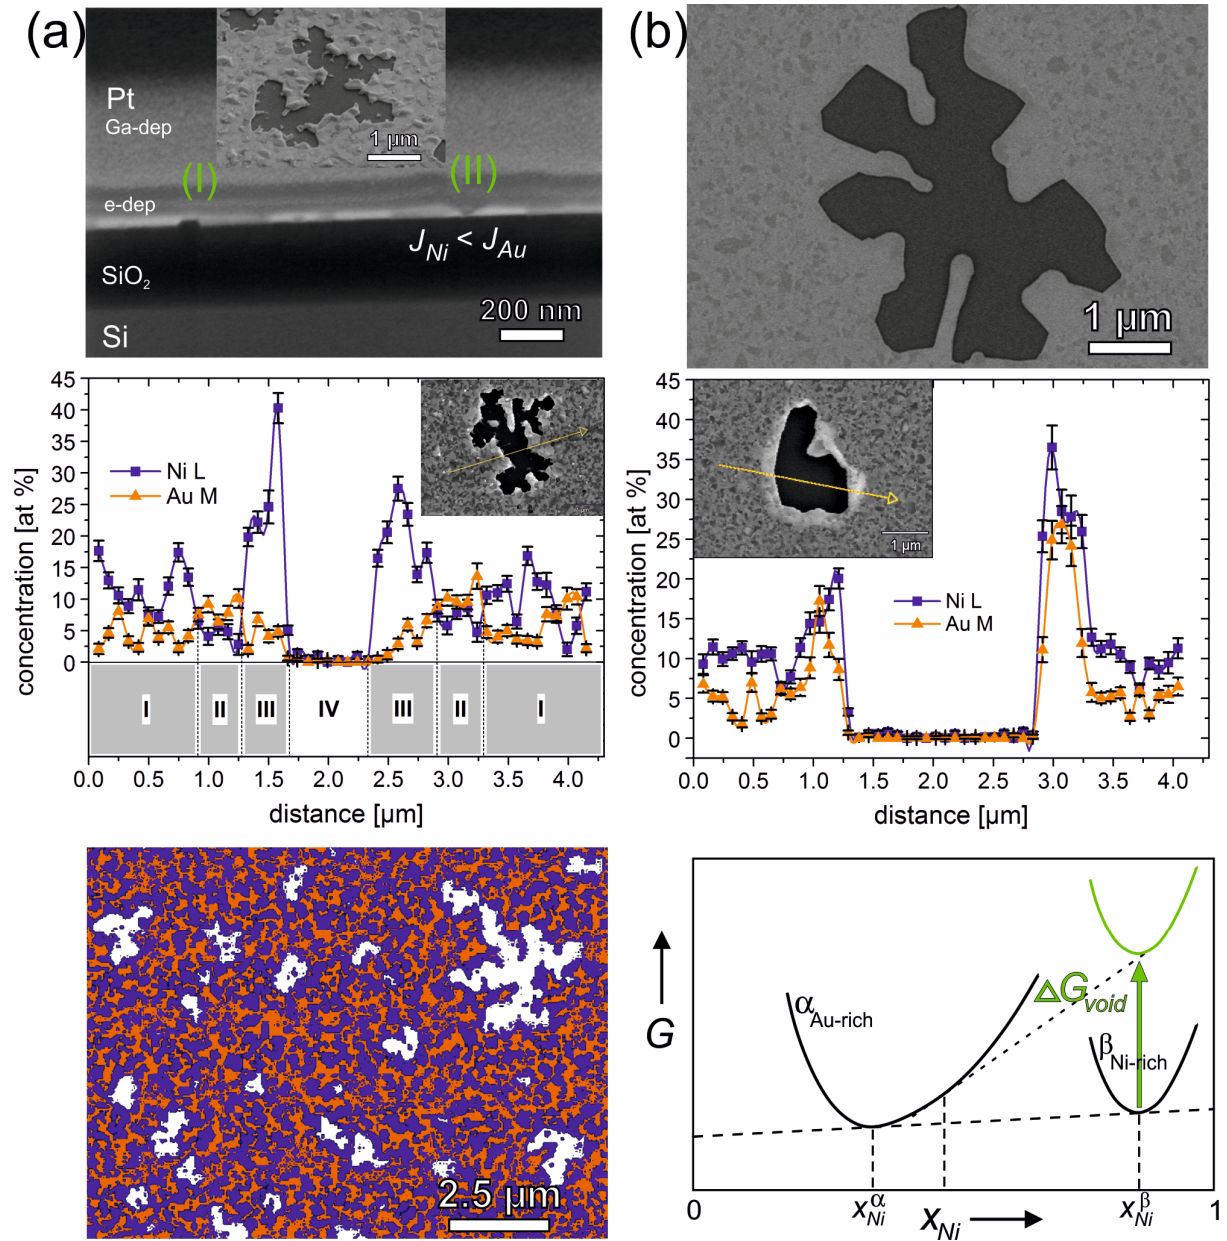 (a)
Pt
Ga-dep
1 µm
(I)
(II)
e-dep
J_Ni < J_Au
SiO₂
200 nm
Si
(b)
1 µm
45
40
35
30
25
20
15
10
5
0
concentration [at %]
Ni L
Au M
I
II
III
IV
III
II
I
0.0 0.5 1.0 1.5 2.0 2.5 3.0 3.5 4.0
distance [µm]
45
40
35
30
25
20
15
10
5
0
concentration [at %]
1 µm
Ni L
Au M
0.0 0.5 1.0 1.5 2.0 2.5 3.0 3.5 4.0
distance [µm]
2.5 µm
G
α Au-rich
ΔG_void
β Ni-rich
0
x_Ni^α
x_Ni
x_Ni^β
1